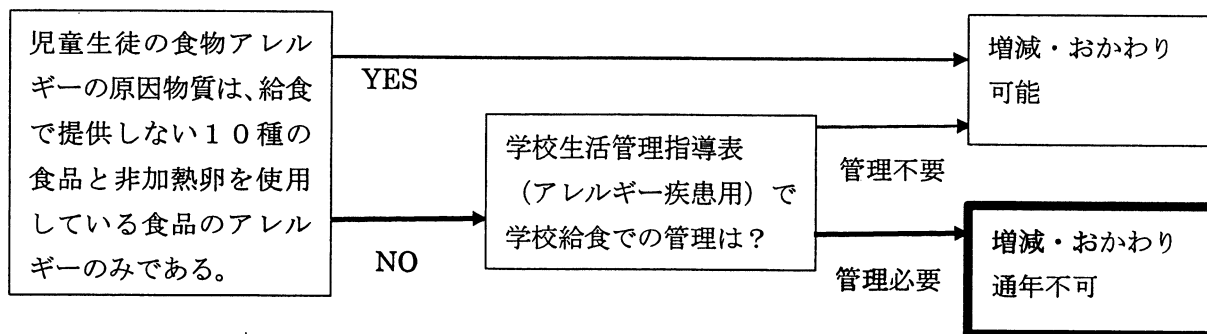 児童生徒の食物アレル
ギーの原因物質は、給食
で提供しない１０種の
食品と非加熱卵を使用
している食品のアレル
ギーのみである。
YES
NO
学校生活管理指導表
（アレルギー疾患用）で
学校給食での管理は？
管理不要
管理必要
増減・おかわり
可能
増減・おかわり
通年不可